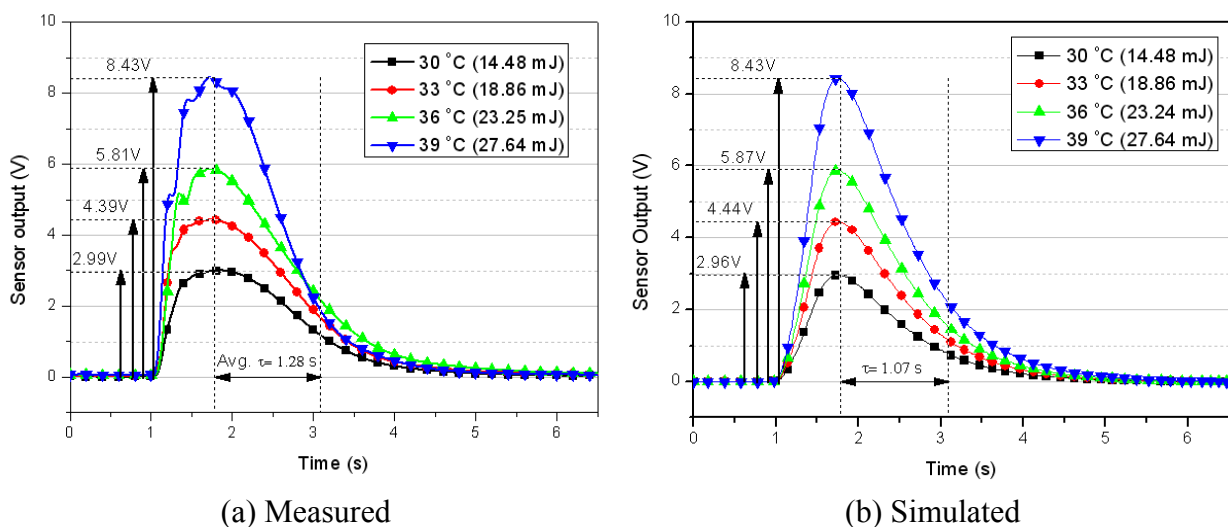 10
8
6
4
2
0
Sensor output (V)
8.43V
5.81V
4.39V
2.99V
30 °C (14.48 mJ)
33 °C (18.86 mJ)
36 °C (23.25 mJ)
39 °C (27.64 mJ)
Avg. τ= 1.28 s
0 1 2 3 4 5 6
Time (s)
(a) Measured
10
8
6
4
2
0
Sensor Output (V)
8.43V
5.87V
4.44V
2.96V
30 °C (14.48 mJ)
33 °C (18.86 mJ)
36 °C (23.24 mJ)
39 °C (27.64 mJ)
τ= 1.07 s
0 1 2 3 4 5 6
Time (s)
(b) Simulated